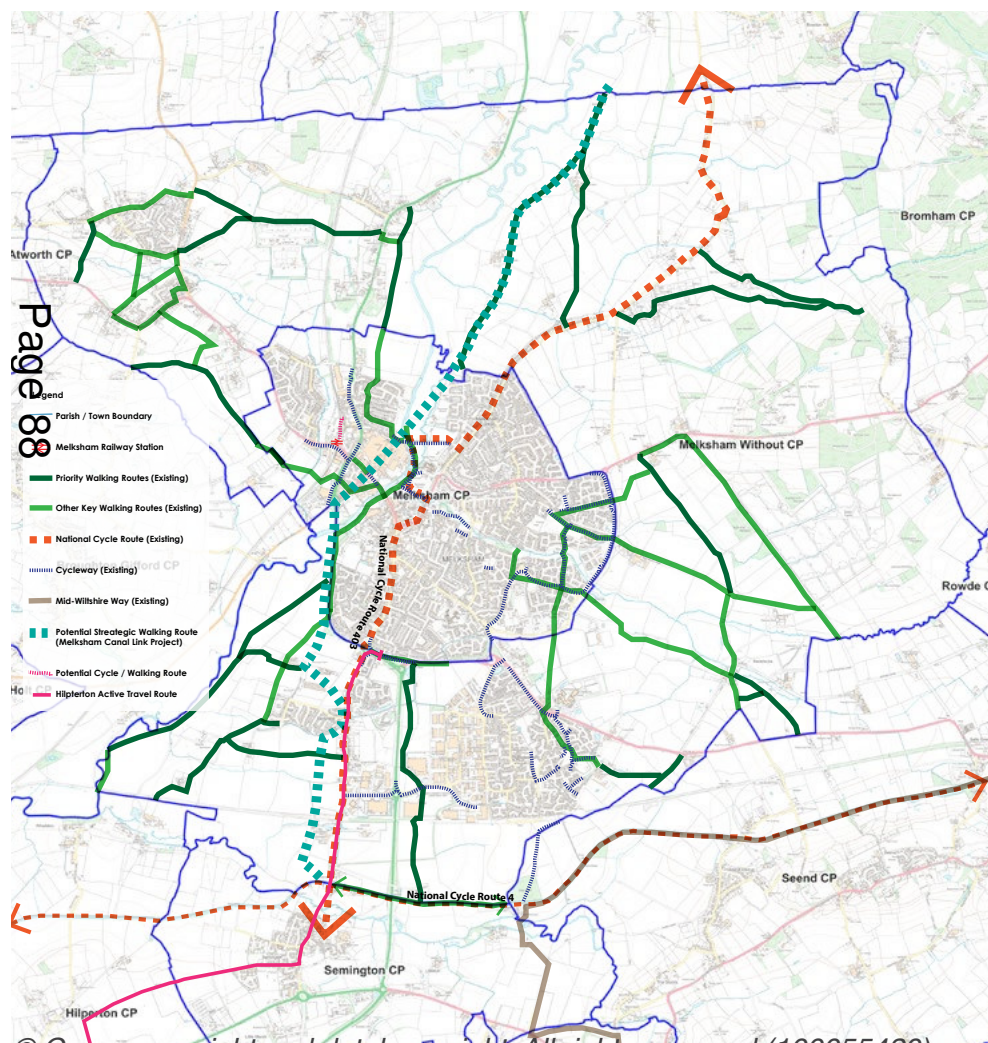 Bromham CP
Atworth CP
Page 88
Legend
Parish / Town Boundary
Melksham Railway Station
Priority Walking Routes (Existing)
Other Key Walking Routes (Existing)
National Cycle Route (Existing)
Cycleway (Existing)
Mid-Wiltshire Way (Existing)
Potential Streategic Walking Route
(Melksham Canal Link Project)
Potential Cycle / Walking Route
Hilpterton Active Travel Route
Melksham Without CP
Melksham CP
MELKSHAM
National Cycle Route 403
Rowde
Seend CP
National Cycle Route 4
Semington CP
Hilperton CP